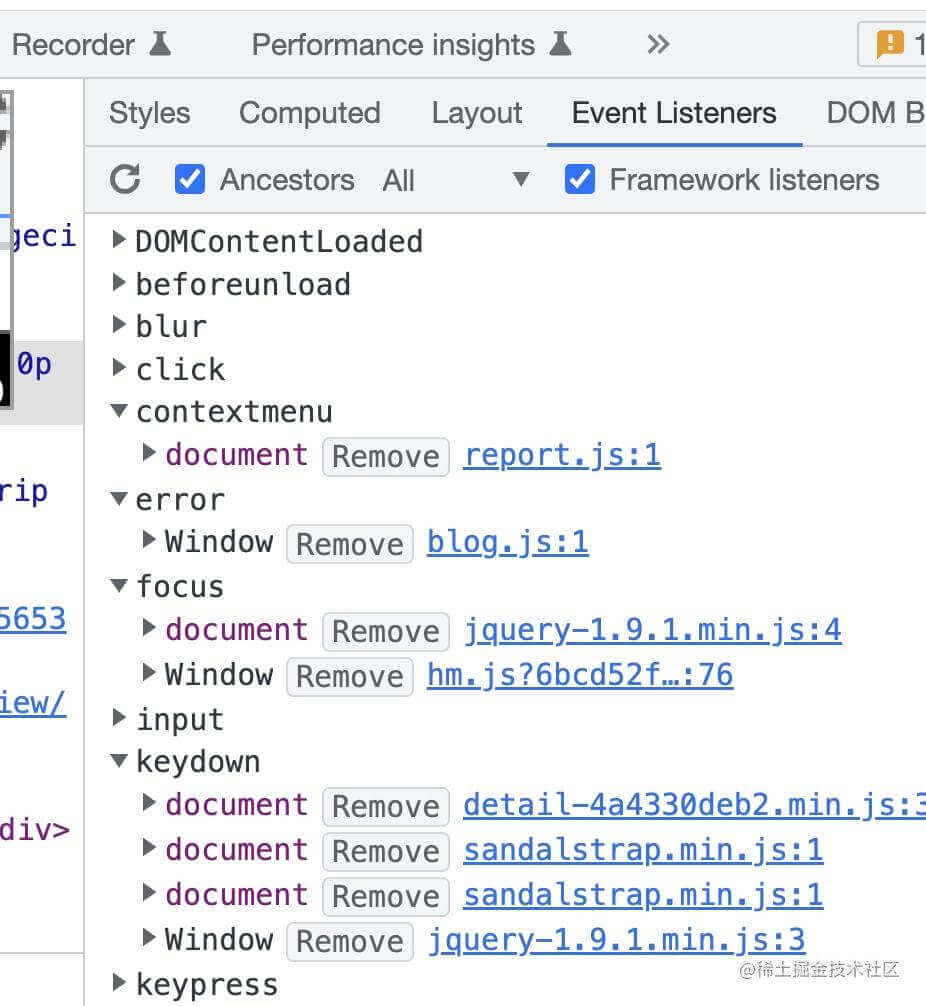 Recorder Performance insights 1
Styles Computed Layout Event Listeners DOM B
Ancestors All Framework listeners
DOMContentLoaded
geci
beforeunload
blur
0p
click
contextmenu
document Remove report.js:1
rip
error
Window Remove blog.js:1
focus
5653
document Remove jquery-1.9.1.min.js:4
Window Remove hm.js?6bcd52f…:76
iew/
input
keydown
document Remove detail-4a4330deb2.min.js:3
div>
document Remove sandalstrap.min.js:1
document Remove sandalstrap.min.js:1
Window Remove jquery-1.9.1.min.js:3
@稀土掘金技术社区
keypress